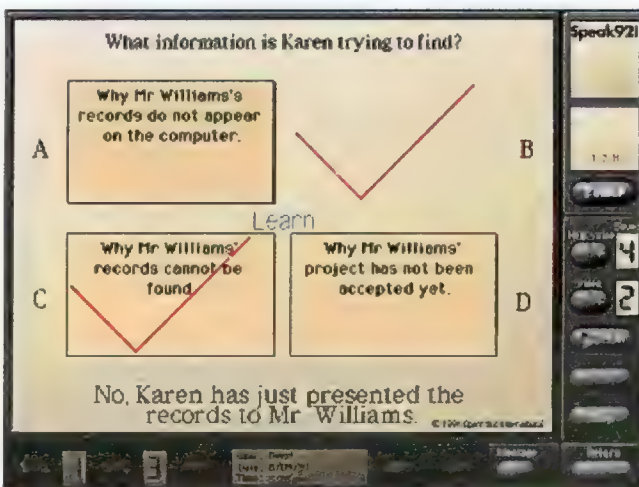 What information is Karen trying to find?
Speak92
A
Why Mr Williams's
records do not appear
on the computer.
B
Learn
C
Why Mr Williams'
records cannot be
found
Why Mr Williams'
project has not been
accepted yet.
D
4
2
No, Karen has just presented the
records to Mr Williams.
1
3